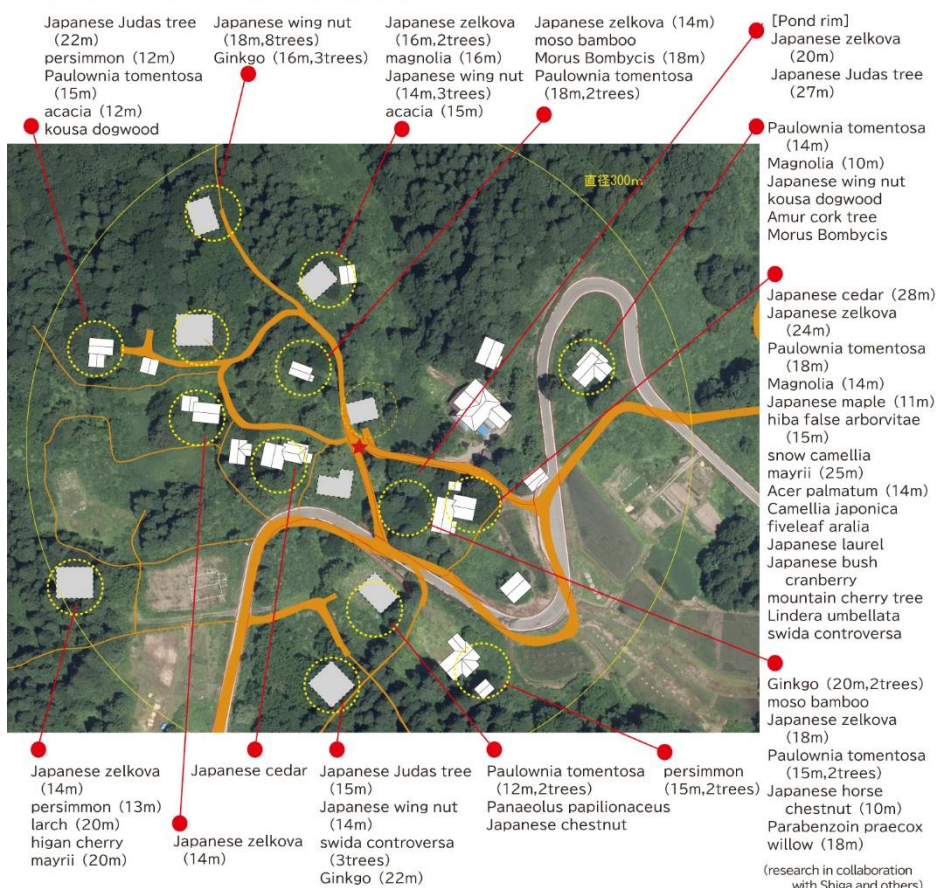 Japanese Judas tree
(22m)
persimmon (12m)
Paulownia tomentosa
(15m)
acacia (12m)
kousa dogwood
Japanese wing nut
(18m,8trees)
Ginkgo (16m,3trees)
Japanese zelkova
(16m,2trees)
magnolia (16m)
Japanese wing nut
(14m,3trees)
acacia (15m)
Japanese zelkova (14m)
moso bamboo
Morus Bombycis (18m)
Paulownia tomentosa
(18m,2trees)
[Pond rim]
Japanese zelkova
(20m)
Japanese Judas tree
(27m)
Paulownia tomentosa
(14m)
Magnolia (10m)
Japanese wing nut
kousa dogwood
Amur cork tree
Morus Bombycis
直径300m
Japanese cedar (28m)
Japanese zelkova
(24m)
Paulownia tomentosa
(18m)
Magnolia (14m)
Japanese maple (11m)
hiba false arborvitae
(15m)
snow camellia
mayrii (25m)
Acer palmatum (14m)
Camellia japonica
fiveleaf aralia
Japanese laurel
Japanese bush
cranberry
mountain cherry tree
Lindera umbellata
swida controversa
Ginkgo (20m,2trees)
moso bamboo
Japanese zelkova
(18m)
Paulownia tomentosa
(15m,2trees)
Japanese horse
chestnut (10m)
Parabenzoin praecox
willow (18m)
Japanese zelkova
(14m)
persimmon (13m)
larch (20m)
higan cherry
mayrii (20m)
Japanese zelkova
(14m)
Japanese cedar
Japanese Judas tree
(15m)
Japanese wing nut
(14m)
swida controversa
(3trees)
Ginkgo (22m)
Paulownia tomentosa
(12m,2trees)
Panaeolus papilionaceus
Japanese chestnut
persimmon
(15m,2trees)
(research in collaboration
with Shiga and others)